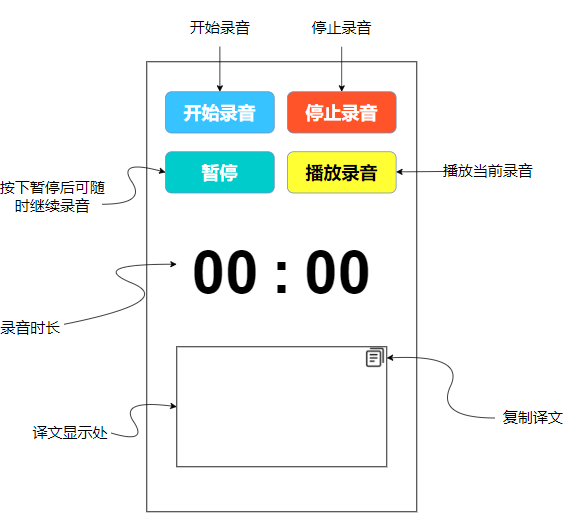 开始录音
停止录音
开始录音
停止录音
暂停
播放录音
播放当前录音
按下暂停后可随
时继续录音
00 : 00
录音时长
复制译文
译文显示处